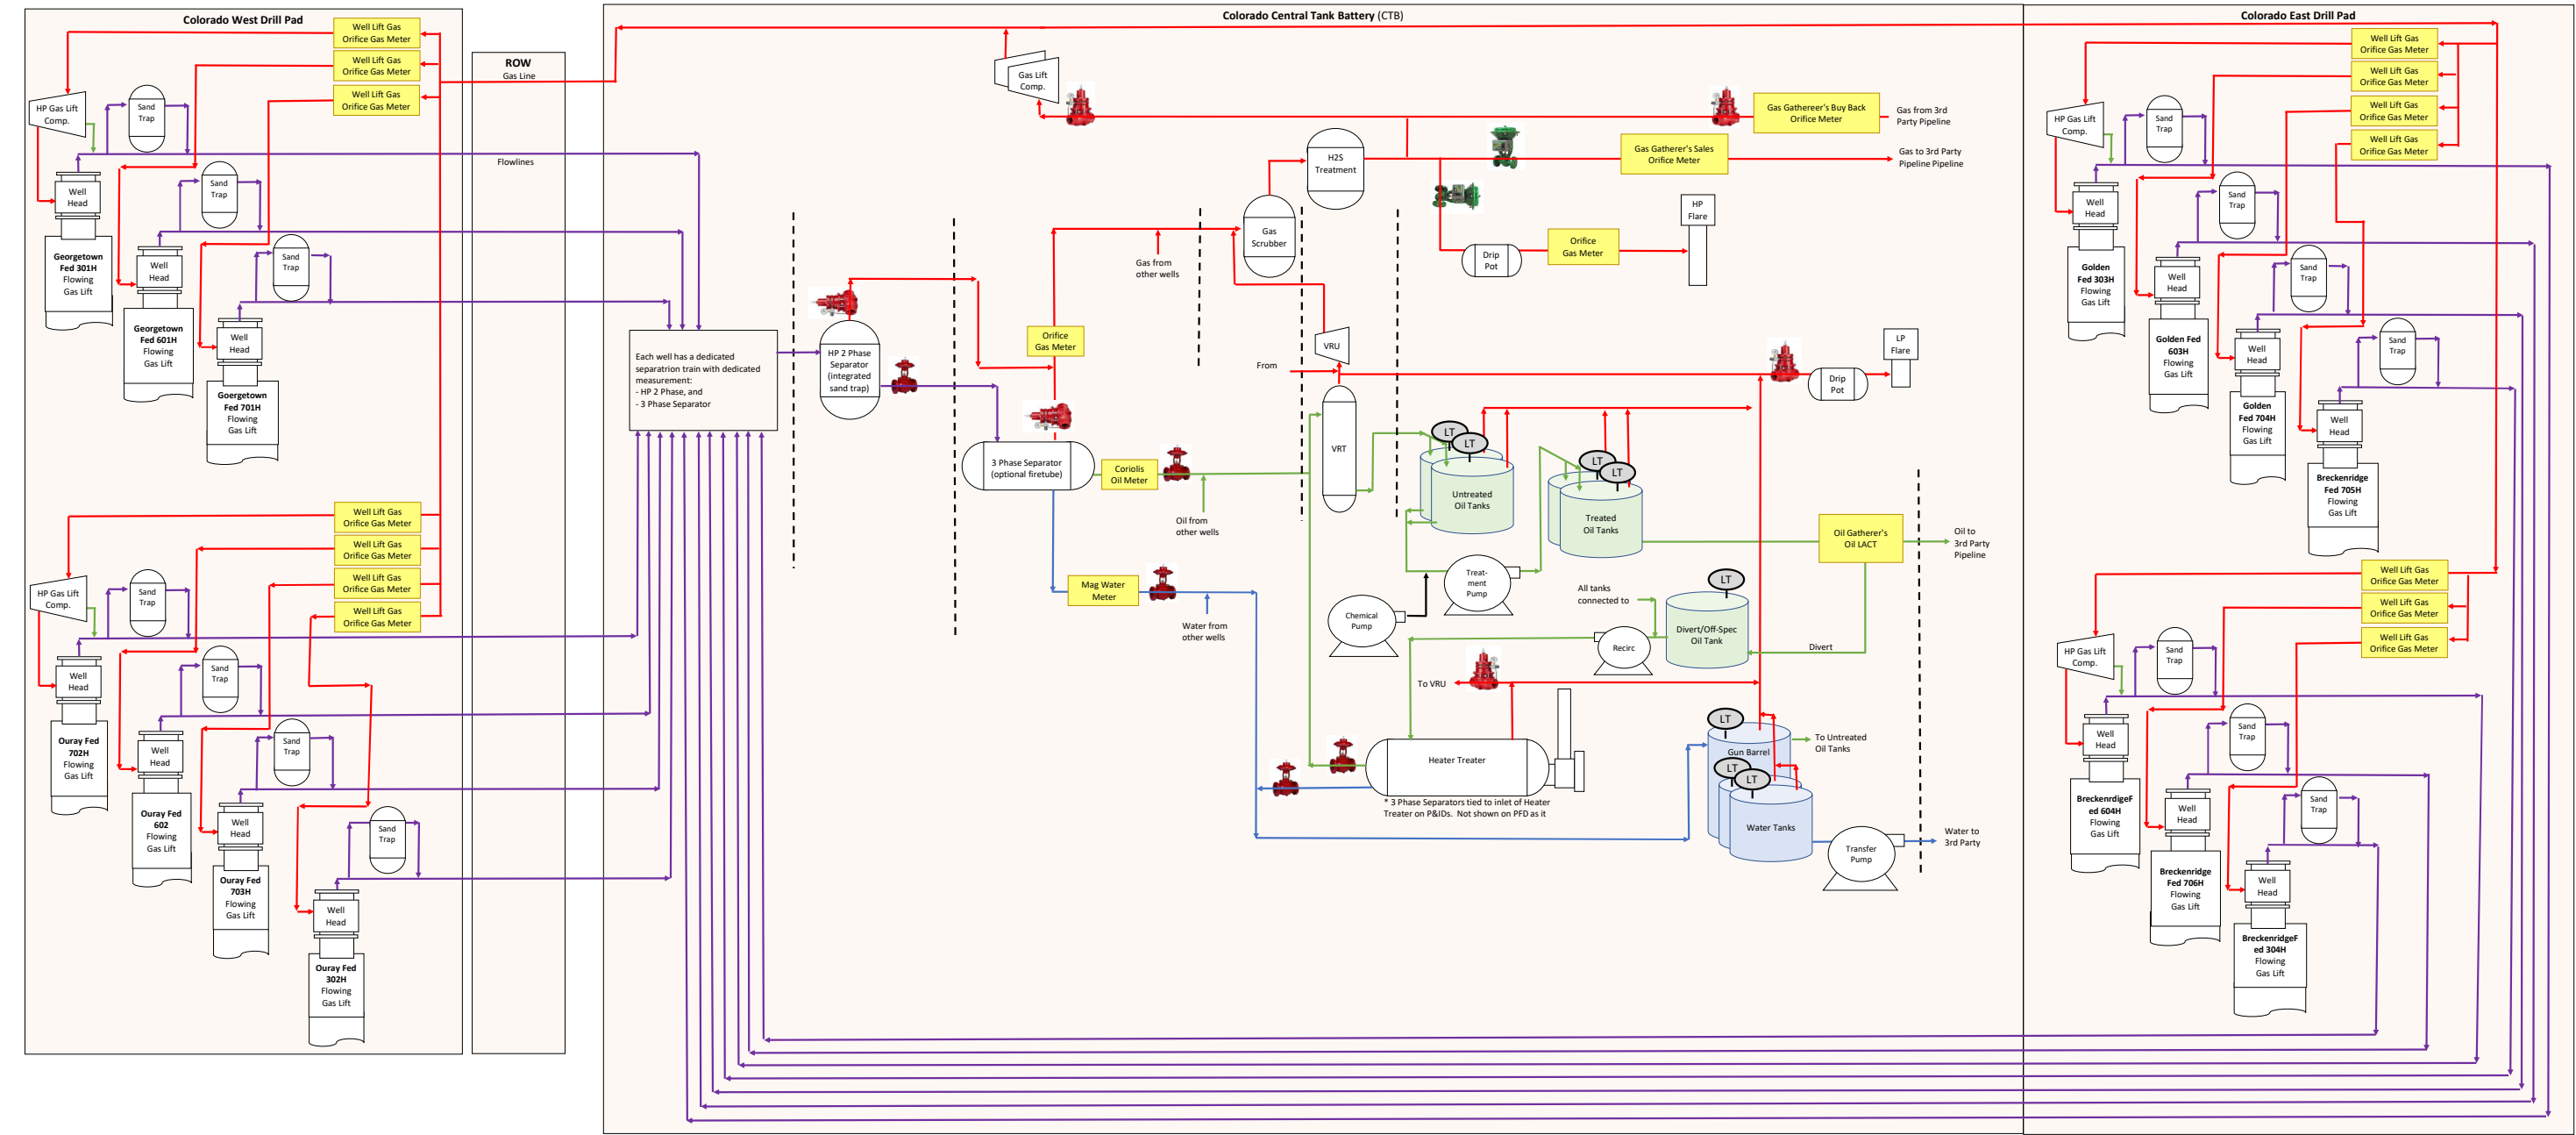 Colorado West Drill Pad
Well Lift Gas
Orifice Gas Meter
Well Lift Gas
Orifice Gas Meter
Well Lift Gas
Orifice Gas Meter
HP Gas Lift
Comp.
Sand
Trap
Well
Head
Sand
Trap
Georgetown
Fed 301H
Flowing
Gas Lift
Well
Head
Sand
Trap
Georgetown
Fed 601H
Flowing
Gas Lift
Well
Head
Goergetown
Fed 701H
Flowing
Gas Lift
Well Lift Gas
Orifice Gas Meter
Well Lift Gas
Orifice Gas Meter
Well Lift Gas
Orifice Gas Meter
Well Lift Gas
Orifice Gas Meter
HP Gas Lift
Comp.
Sand
Trap
Well
Head
Sand
Trap
Ouray Fed
702H
Flowing
Gas Lift
Well
Head
Sand
Trap
Ouray Fed
602
Flowing
Gas Lift
Well
Head
Sand
Trap
Ouray Fed
703H
Flowing
Gas Lift
Well
Head
Ouray Fed
302H
Flowing
Gas Lift
ROW
Gas Line
Flowlines
Colorado Central Tank Battery (CTB)
Gas Lift
Comp.
Gas Gathereer's Buy Back
Orifice Meter
Gas from 3rd
Party Pipeline
H2S
Treatment
Gas Gatherer's Sales
Orifice Meter
Gas to 3rd Party
Pipeline Pipeline
HP
Flare
Gas
Scrubber
Drip
Pot
Orifice
Gas Meter
Gas from
other wells
Each well has a dedicated
separatrion train with dedicated
measurement:
- HP 2 Phase, and
- 3 Phase Separator
HP 2 Phase
Separator
(integrated
sand trap)
Orifice
Gas Meter
VRU
From
LP
Flare
Drip
Pot
3 Phase Separator
(optional firetube)
Coriolis
Oil Meter
VRT
LT
LT
Untreated
Oil Tanks
LT
LT
Treated
Oil Tanks
Oil from
other wells
Oil Gatherer's
Oil LACT
Oil to
3rd Party
Pipeline
Mag Water
Meter
Water from
other wells
Treat-
ment
Pump
Chemical
Pump
All tanks
connected to
LT
Divert/Off-Spec
Oil Tank
Recirc
Divert
To VRU
Heater Treater
* 3 Phase Separators tied to inlet of Heater
Treater on P&IDs. Not shown on PFD as it
LT
Gun Barrel
To Untreated
Oil Tanks
LT
LT
Water Tanks
Transfer
Pump
Water to
3rd Party
Colorado East Drill Pad
Well Lift Gas
Orifice Gas Meter
Well Lift Gas
Orifice Gas Meter
Well Lift Gas
Orifice Gas Meter
Well Lift Gas
Orifice Gas Meter
HP Gas Lift
Comp.
Sand
Trap
Well
Head
Sand
Trap
Golden
Fed 303H
Flowing
Gas Lift
Well
Head
Sand
Trap
Golden Fed
603H
Flowing
Gas Lift
Well
Head
Sand
Trap
Golden
Fed 704H
Flowing
Gas Lift
Well
Head
Breckenridge
Fed 705H
Flowing
Gas Lift
Well Lift Gas
Orifice Gas Meter
Well Lift Gas
Orifice Gas Meter
Well Lift Gas
Orifice Gas Meter
HP Gas Lift
Comp.
Sand
Trap
Well
Head
Sand
Trap
BreckenrdigeF
ed 604H
Flowing
Gas Lift
Well
Head
Sand
Trap
Breckenridge
Fed 706H
Flowing
Gas Lift
Well
Head
BreckenridgeF
ed 304H
Flowing
Gas Lift